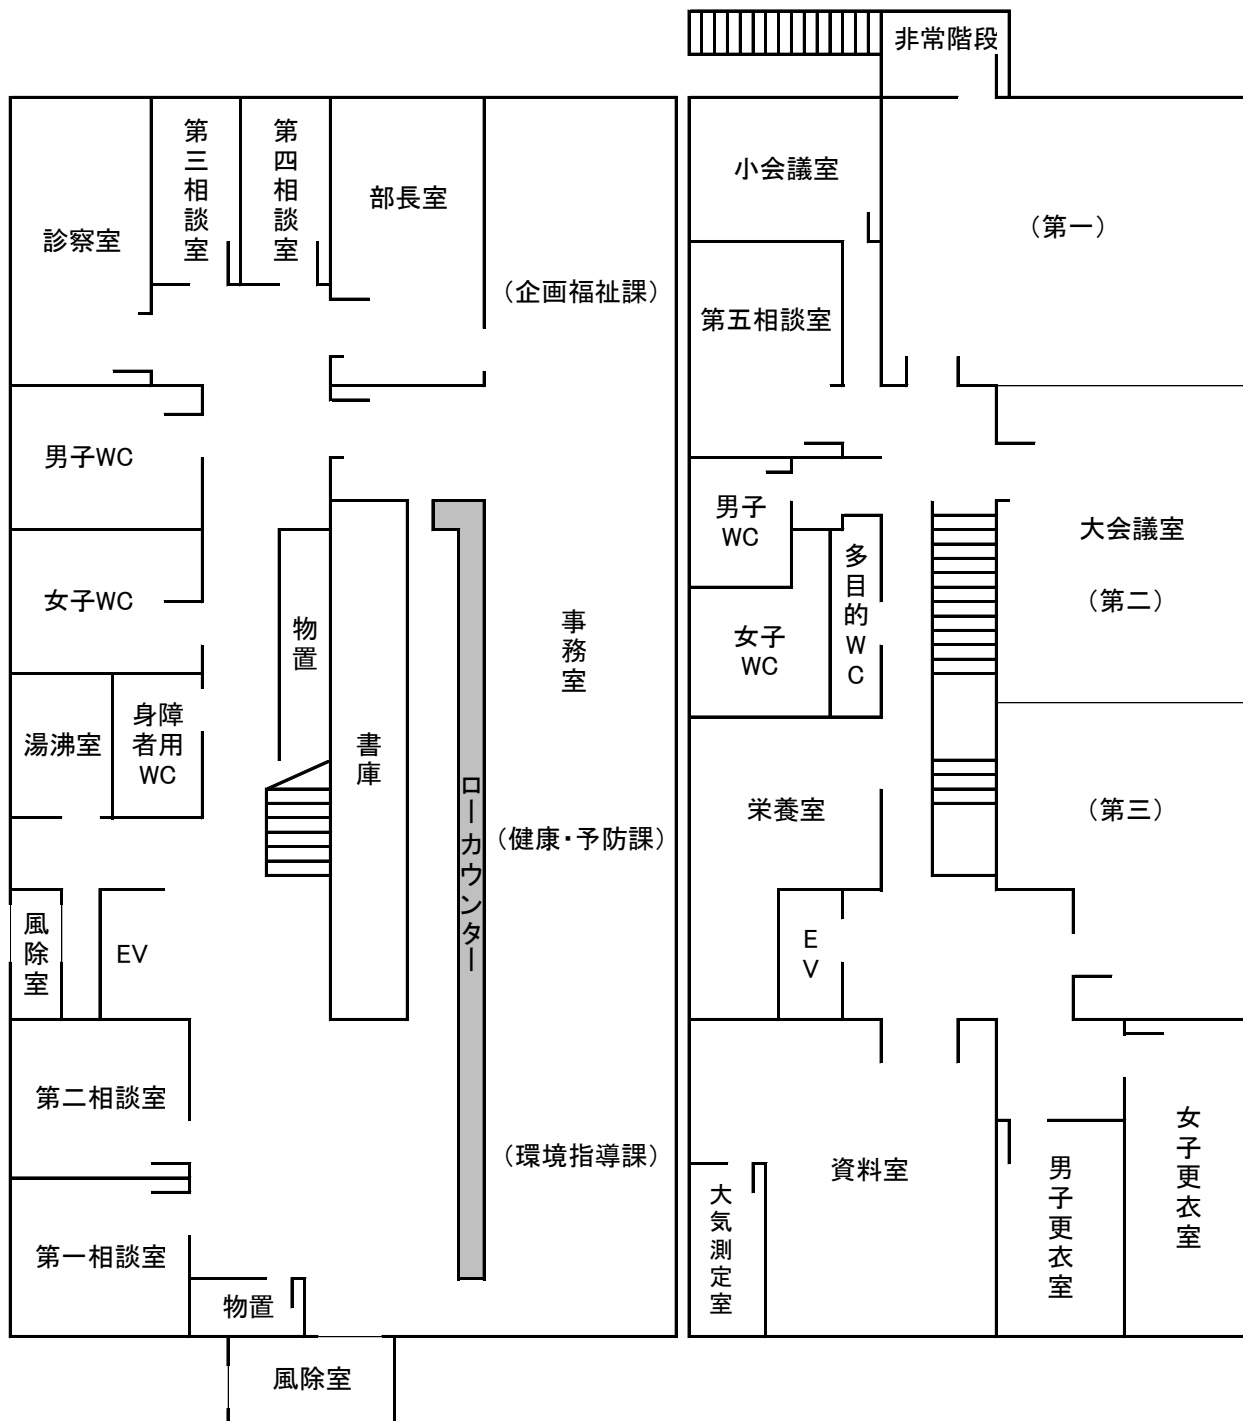 非常階段
第三相談室
第四相談室
部長室
診察室
(企画福祉課)
男子WC
女子WC
物置
事務室
湯沸室
身障
者用
WC
書庫
ローカウンター
(健康・予防課)
風除室
EV
第二相談室
(環境指導課)
第一相談室
物置
風除室
小会議室
(第一)
第五相談室
男子
WC
多目的WC
大会議室
(第二)
女子
WC
栄養室
(第三)
EV
資料室
大気測定室
男子更衣室
女子更衣室